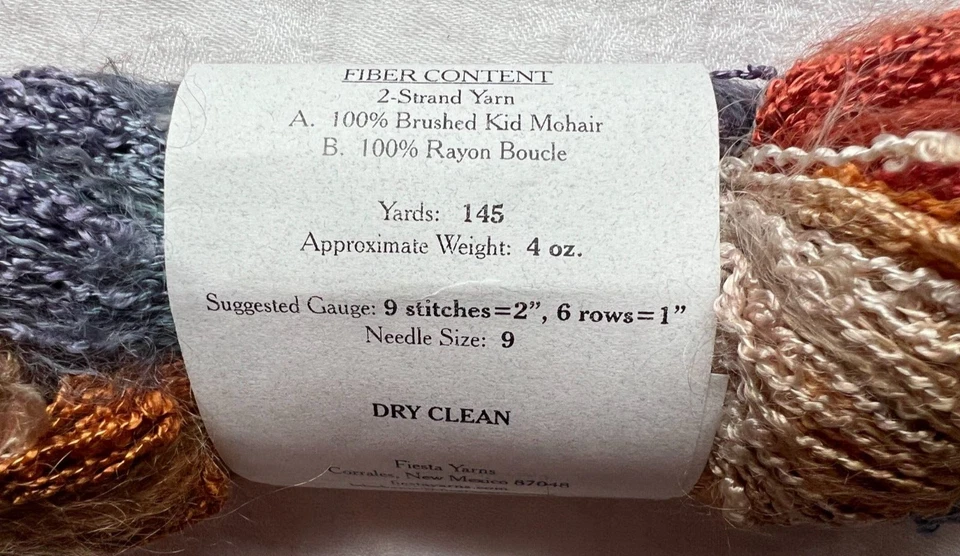 FIBER CONTENT
2-Strand Yarn
A. 100% Brushed Kid Mohair
B. 100% Rayon Boucle
Yards: 145
Approximate Weight: 4 oz.
Suggested Gauge: 9 stitches=2”, 6 rows=1”
Needle Size: 9
DRY CLEAN
Fiesta Yarns
Corrales, New Mexico 87048